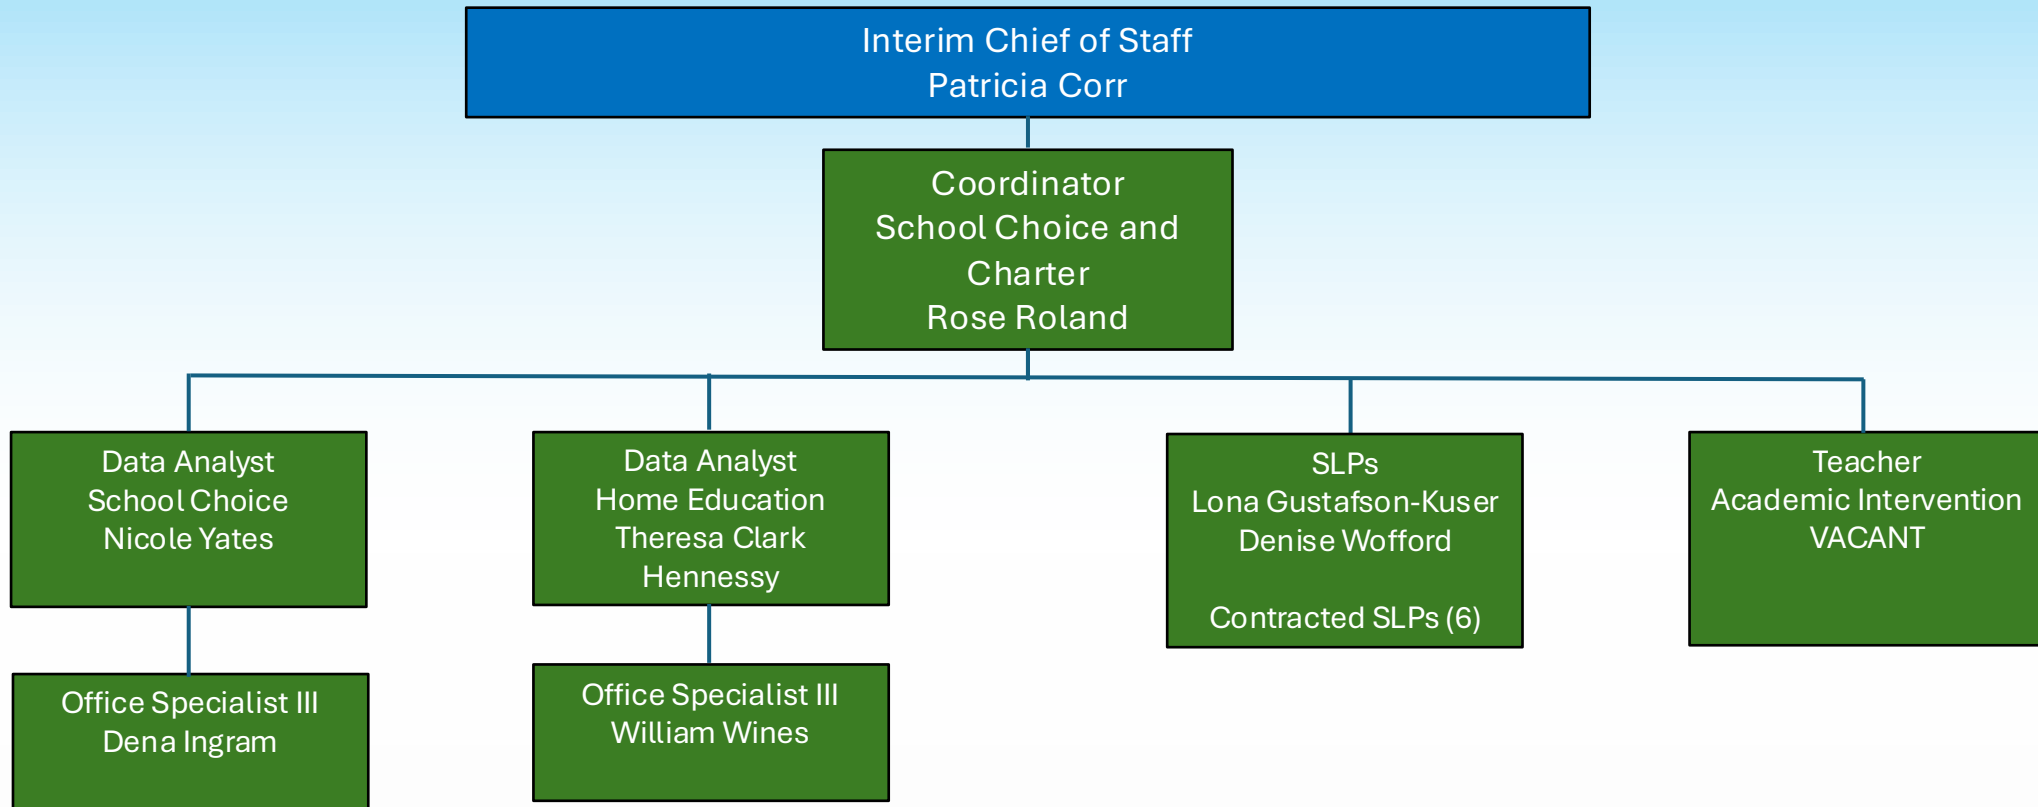 Interim Chief of Staff
Patricia Corr
Coordinator
School Choice and
Charter
Rose Roland
Data Analyst
School Choice
Nicole Yates
Data Analyst
Home Education
Theresa Clark
Hennessy
SLPs
Lona Gustafson-Kuser
Denise Wofford
Contracted SLPs (6)
Teacher
Academic Intervention
VACANT
Office Specialist III
Dena Ingram
Office Specialist III
William Wines